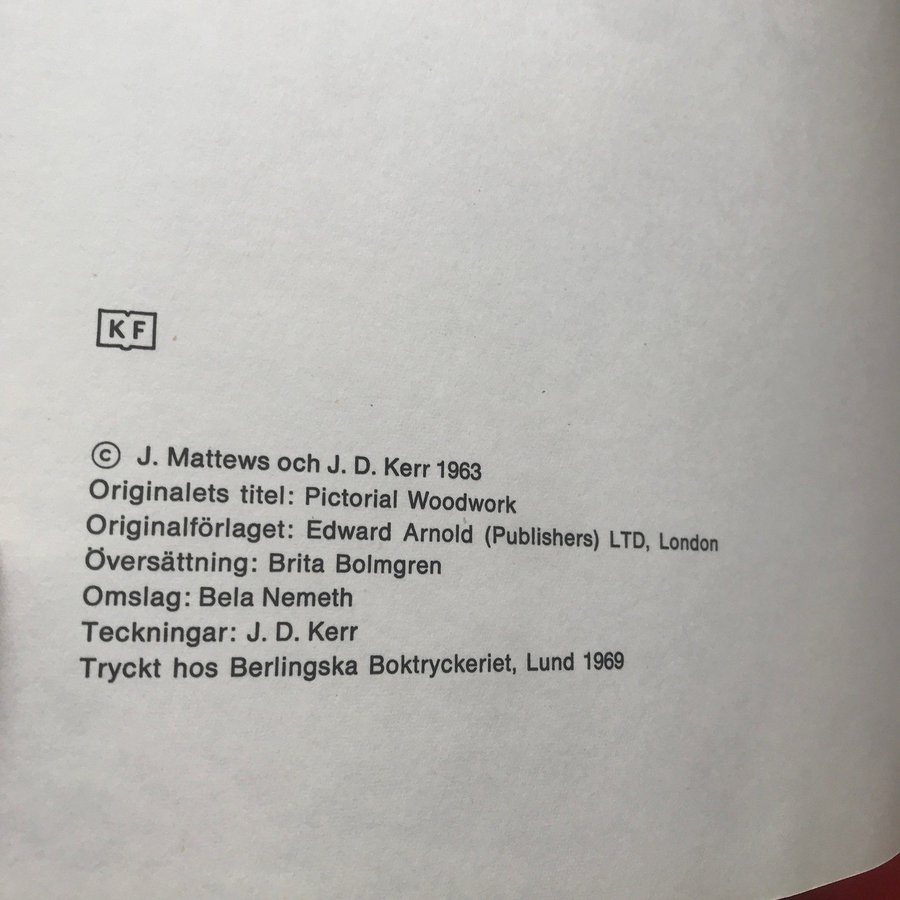 KF
© J. Mattews och J. D. Kerr 1963
Originalets titel: Pictorial Woodwork
Originalförlaget: Edward Arnold (Publishers) LTD, London
Översättning: Brita Bolmgren
Omslag: Bela Nemeth
Teckningar: J. D. Kerr
Tryckt hos Berlingska Boktryckeriet, Lund 1969